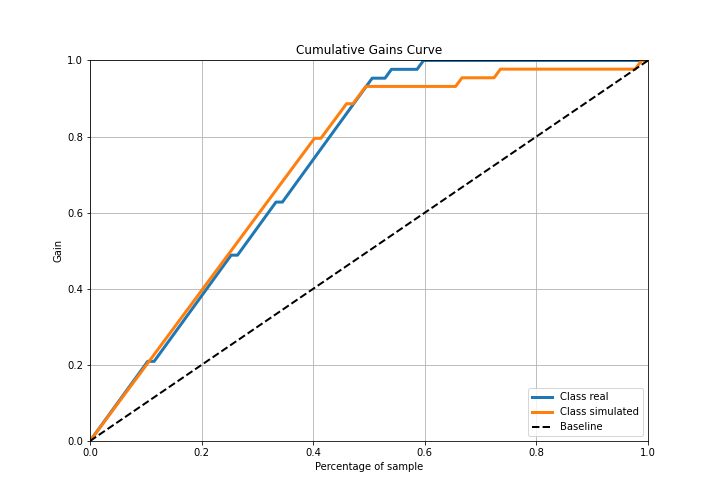 Cumulative Gains Curve
1.0
0.8
0.6
0.4
0.2
0.0
Gain
0.0 0.2 0.4 0.6 0.8 1.0
Percentage of sample
Class real
Class simulated
Baseline